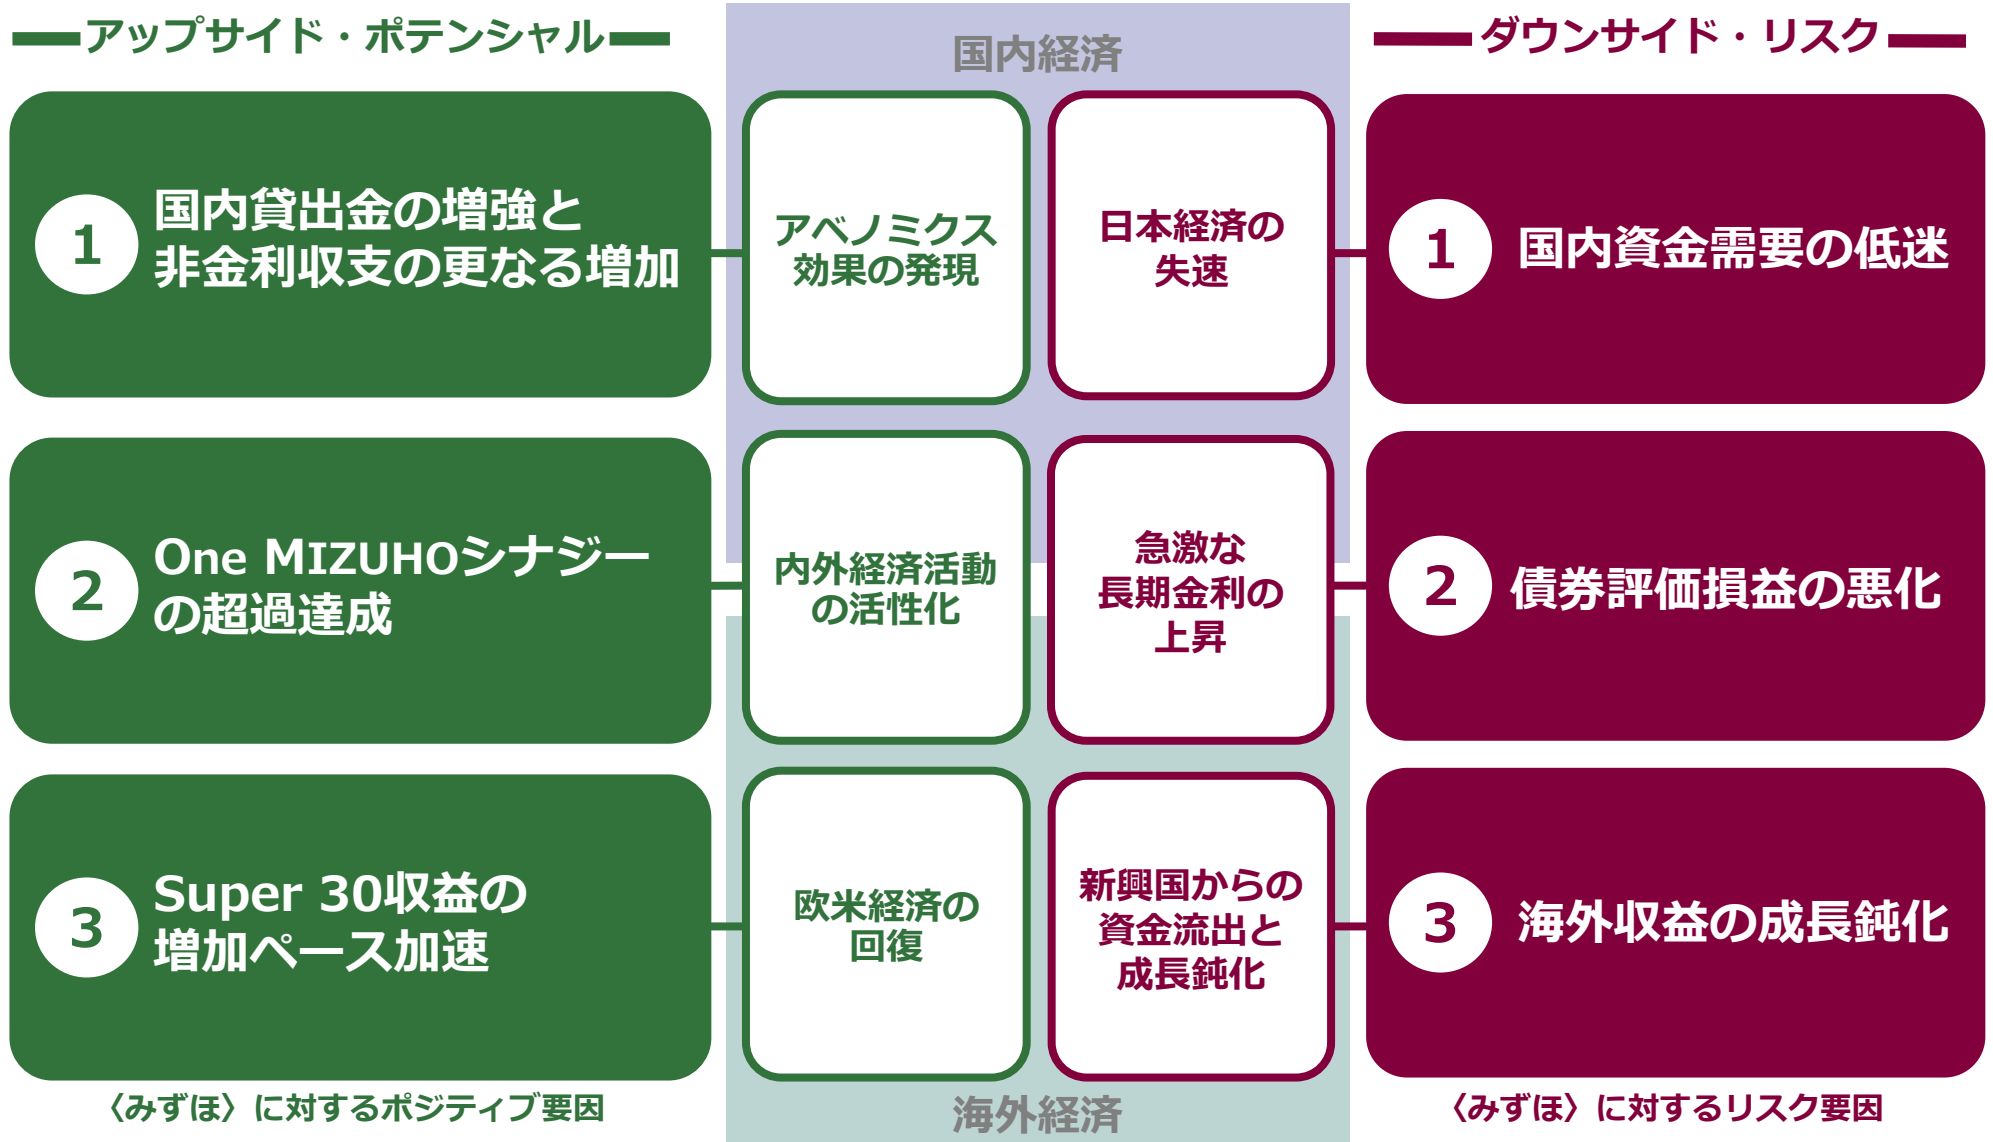 アップサイド・ポテンシャル
国内経済
ダウンサイド・リスク
1
国内貸出金の増強と
非金利収支の更なる増加
アベノミクス
効果の発現
日本経済の
失速
1
国内資金需要の低迷
2
One MIZUHOシナジー
の超過達成
内外経済活動
の活性化
急激な
長期金利の
上昇
2
債券評価損益の悪化
3
Super 30収益の
増加ペース加速
欧米経済の
回復
新興国からの
資金流出と
成長鈍化
3
海外収益の成長鈍化
〈みずほ〉に対するポジティブ要因
海外経済
〈みずほ〉に対するリスク要因